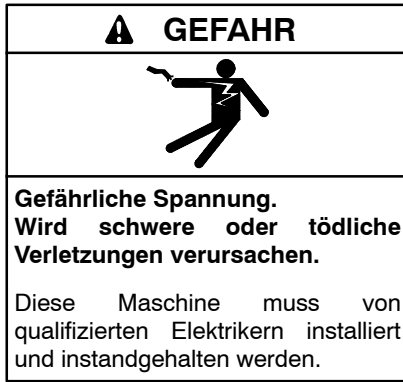 GEFAHR
Gefährliche Spannung.
Wird schwere oder tödliche
Verletzungen verursachen.
Diese Maschine muss von
qualifizierten Elektrikern installiert
und instandgehalten werden.